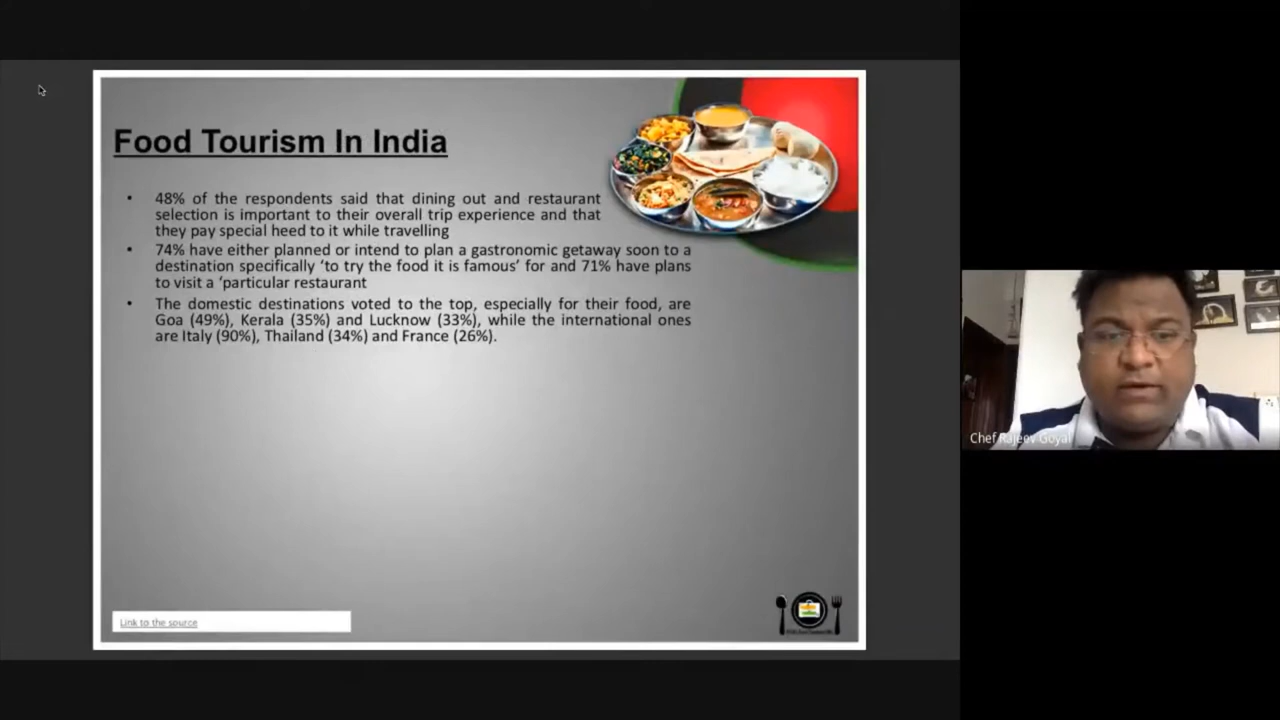 Food Tourism In India
• 48% of the respondents said that dining out and restaurant
selection is important to their overall trip experience and that
they pay special heed to it while travelling
• 74% have either planned or intend to plan a gastronomic getaway soon to a
destination specifically ‘to try the food it is famous’ for and 71% have plans
to visit a ‘particular restaurant
• The domestic destinations voted to the top, especially for their food, are
Goa (49%), Kerala (35%) and Lucknow (33%), while the international ones
are Italy (90%), Thailand (34%) and France (26%).
Link to the source
Chef Rajeev Goyal